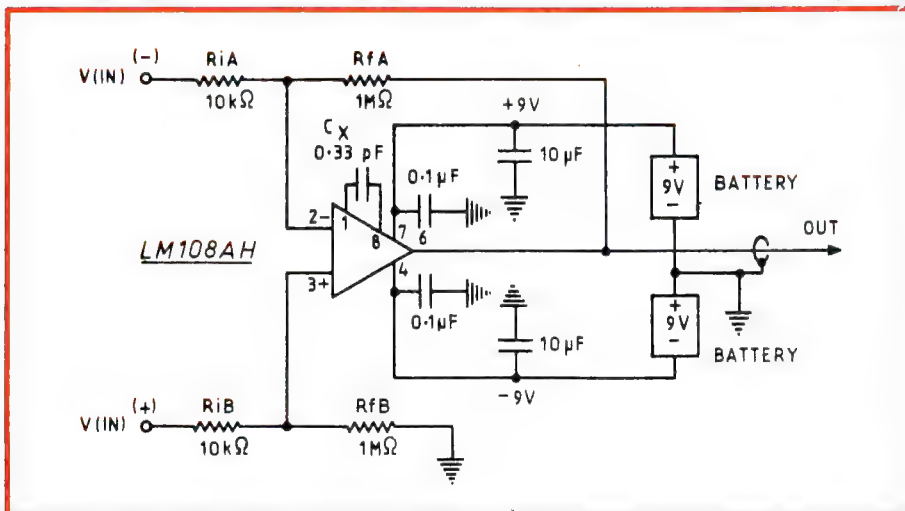 (-)
V(IN)
RiA
10kΩ
RfA
1MΩ
+9V
Cx
0.33 pF
10µF
0.1µF
+
9V
-
BATTERY
2-
1
8
7
6
LM108AH
OUT
3+
4
0.1µF
10µF
+
9V
-
BATTERY
-9V
(+)
V(IN)
RiB
10kΩ
RfB
1MΩ